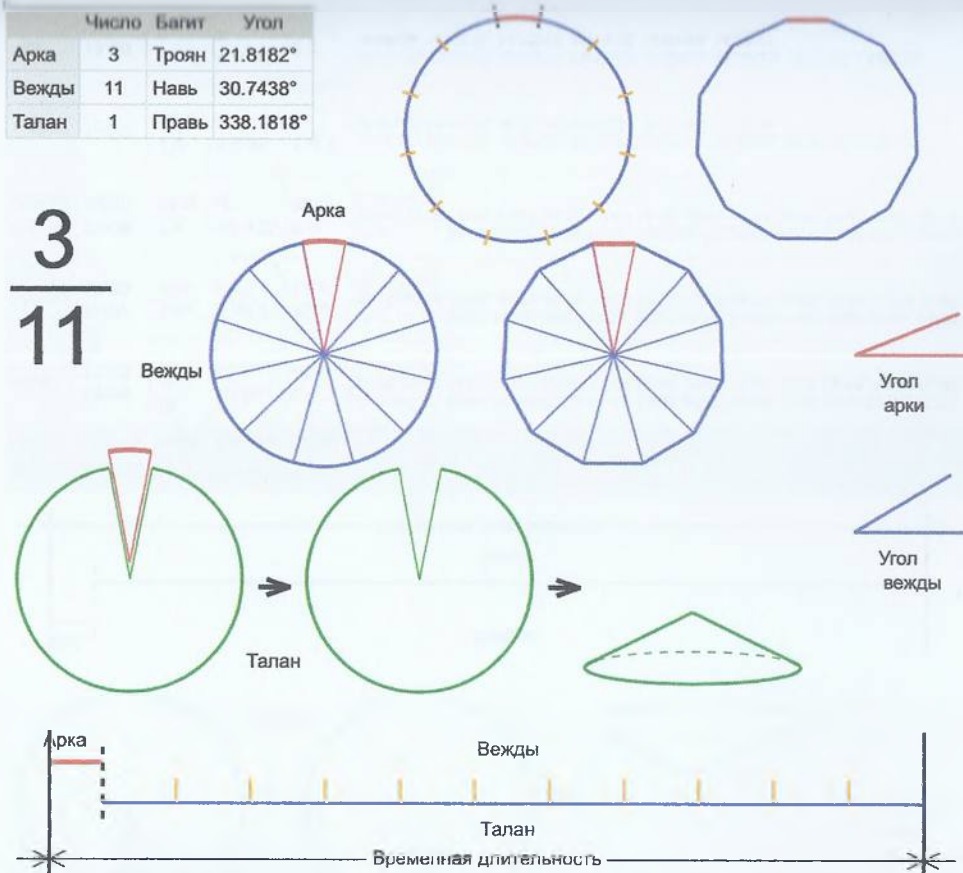 Число Багит Угол
Арка 3 Троян 21.8182°
Вежды 11 Навь 30.7438°
Талан 1 Правь 338.1818°
3
11
Арка
Вежды
Угол
арки
Угол
вежды
Талан
Арка
Вежды
Талан
Временная длительность